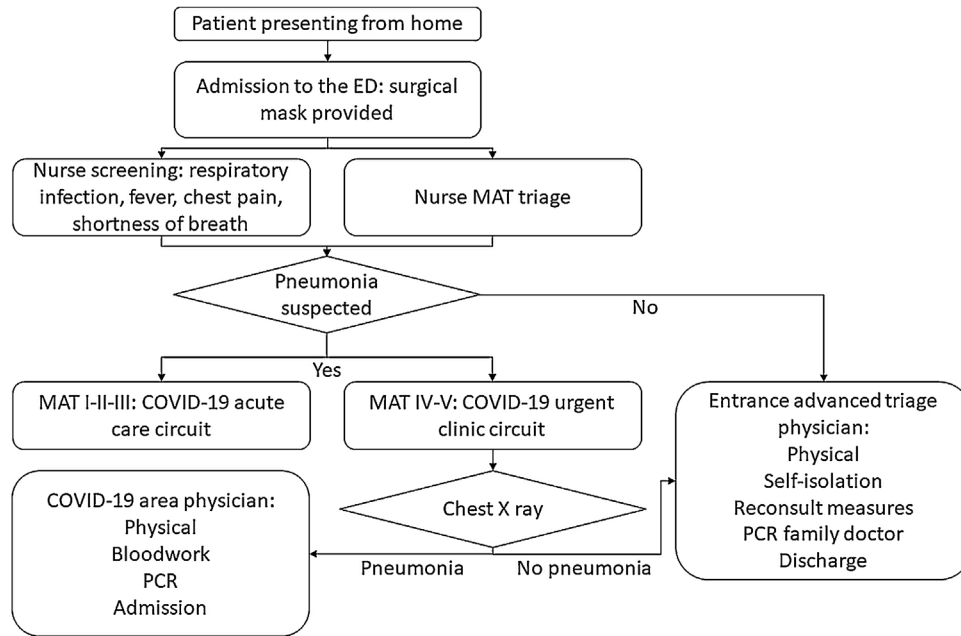 Patient presenting from home
Admission to the ED: surgical
mask provided
Nurse screening: respiratory
infection, fever, chest pain,
shortness of breath
Nurse MAT triage
Pneumonia
suspected
No
Yes
MAT I-II-III: COVID-19 acute
care circuit
MAT IV-V: COVID-19 urgent
clinic circuit
Entrance advanced triage
physician:
Physical
Self-isolation
Reconsult measures
PCR family doctor
Discharge
Chest X ray
COVID-19 area physician:
Physical
Bloodwork
PCR
Admission
Pneumonia
No pneumonia